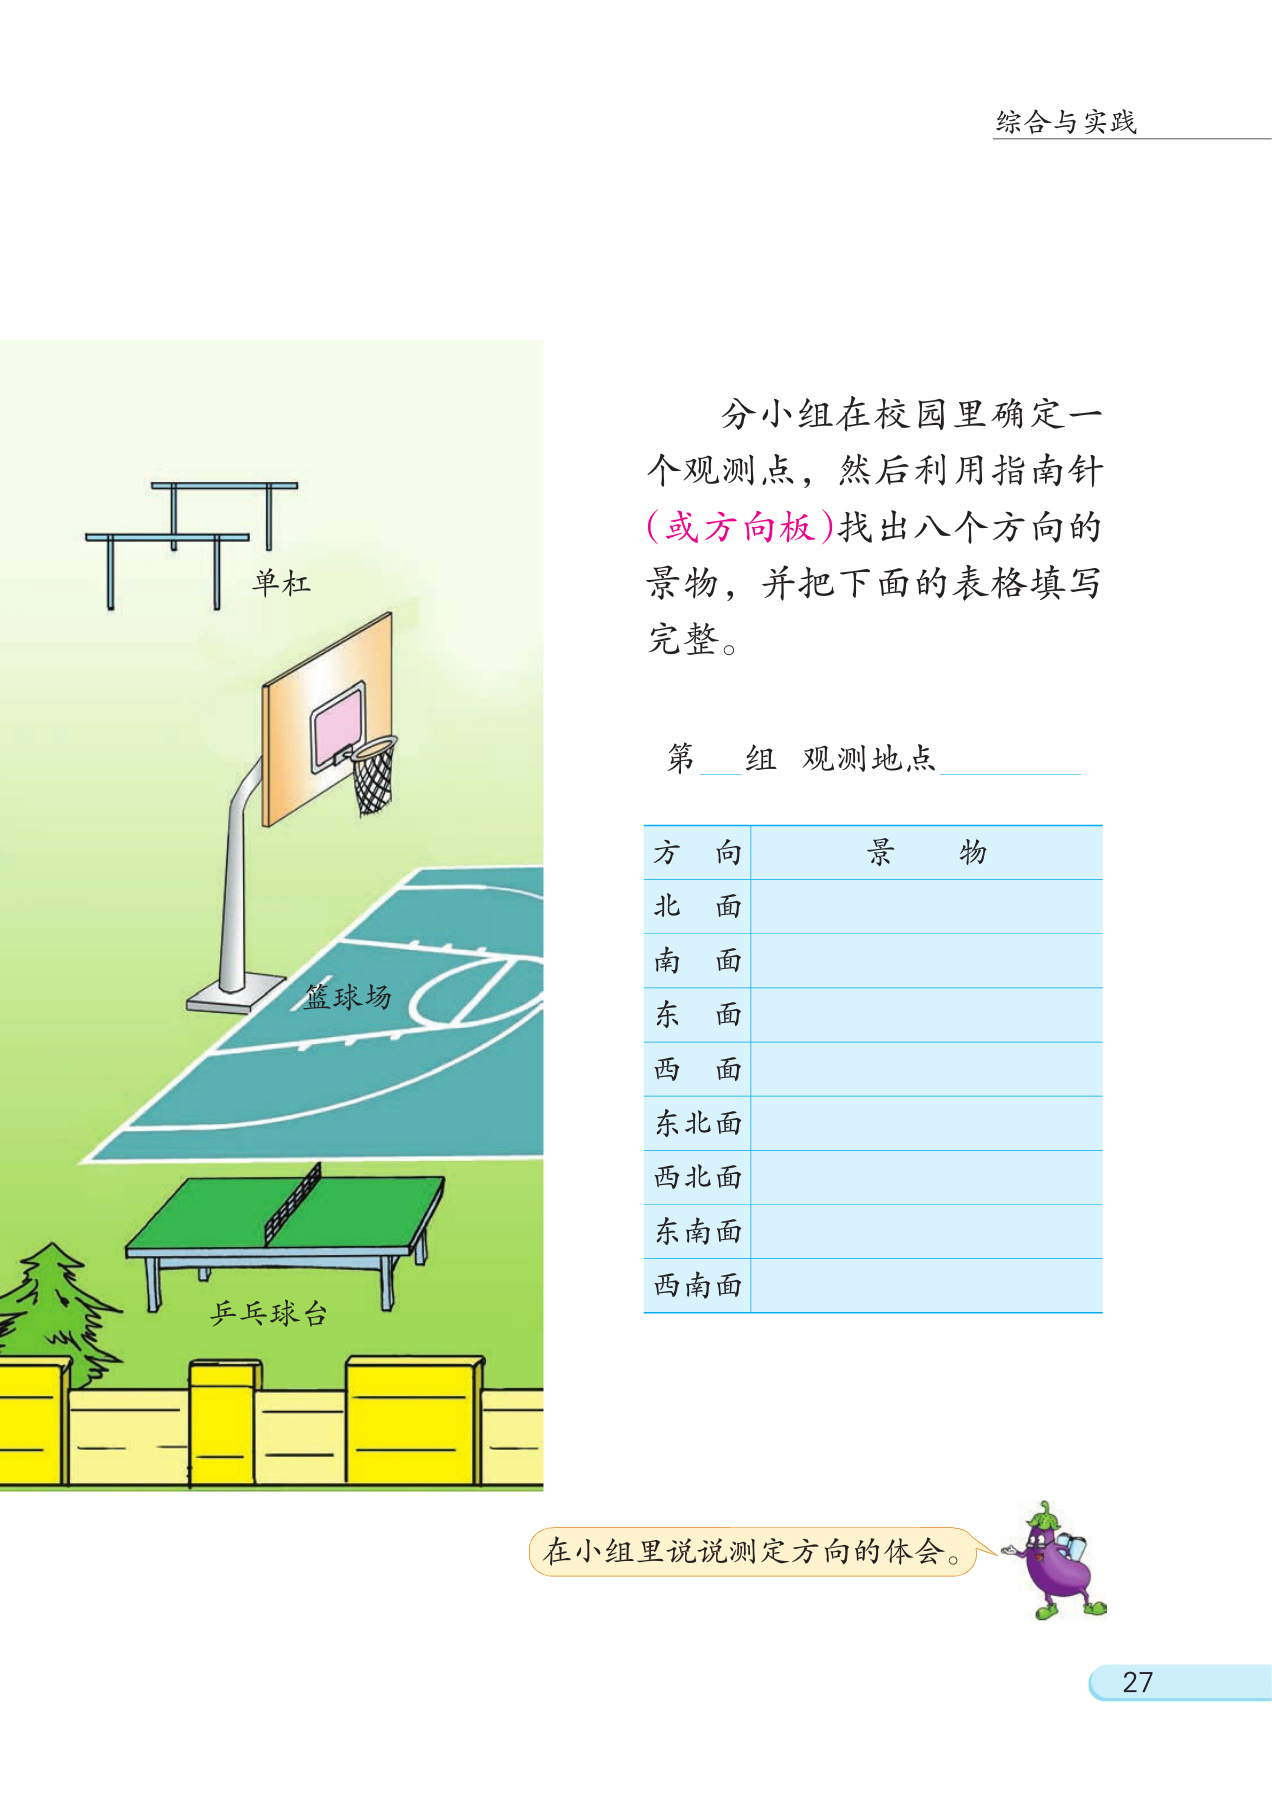 综合与实践
单杠
篮球场
乒乓球台
分小组在校园里确定一
个观测点，然后利用指南针
(或方向板)找出八个方向的
景物，并把下面的表格填写
完整。
第 组 观测地点
方 向 景 物
北 面
南 面
东 面
西 面
东北面
西北面
东南面
西南面
在小组里说说测定方向的体会。
27